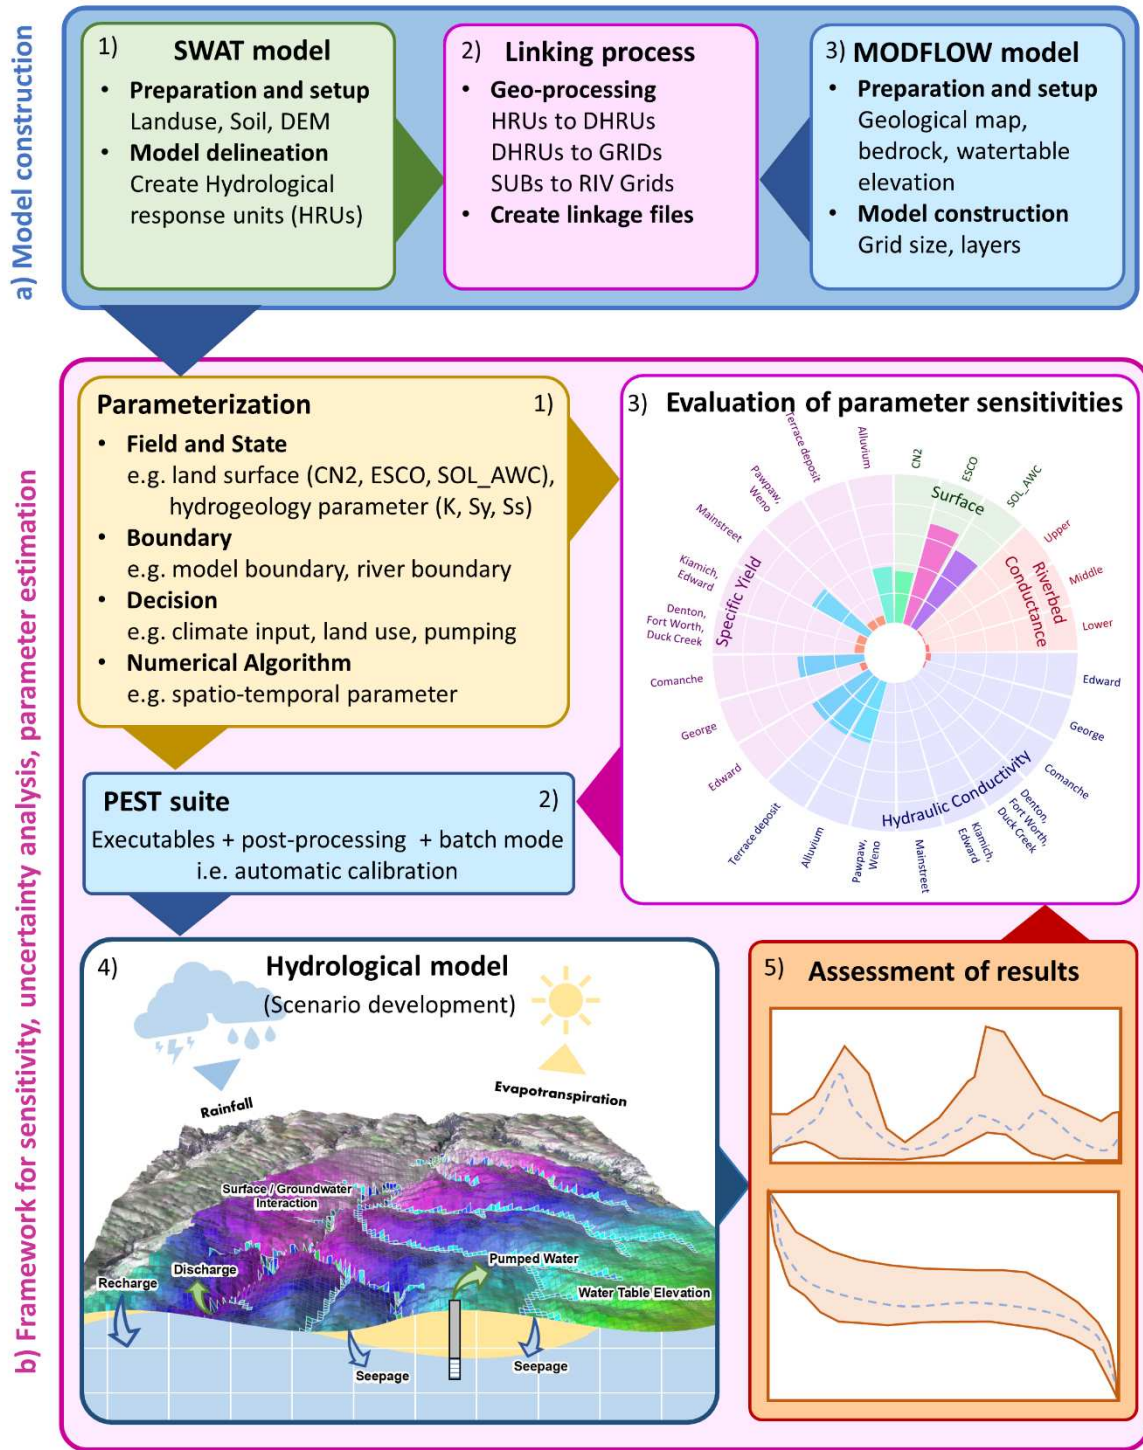 a) Model construction
1)
SWAT model
• Preparation and setup
Landuse, Soil, DEM
• Model delineation
Create Hydrological
response units (HRUs)
2)
Linking process
• Geo-processing
HRUs to DHRUs
DHRUs to GRIDs
SUBs to RIV Grids
• Create linkage files
3)
MODFLOW model
• Preparation and setup
Geological map,
bedrock, watertable
elevation
• Model construction
Grid size, layers
b) Framework for sensitivity, uncertainty analysis, parameter estimation
Parameterization
1)
• Field and State
e.g. land surface (CN2, ESCO, SOL_AWC),
hydrogeology parameter (K, Sy, Ss)
• Boundary
e.g. model boundary, river boundary
• Decision
e.g. climate input, land use, pumping
• Numerical Algorithm
e.g. spatio-temporal parameter
PEST suite
2)
Executables + post-processing + batch mode
i.e. automatic calibration
3)
Evaluation of parameter sensitivities
CN2
ESCO
SOL_AWC
Surface
Upper
Middle
Lower
Riverbed
Conductance
Edward
George
Comanche
Denton,
Fort Worth,
Duck Creek
Kiamich,
Edward
Mainstreet
Pawpaw,
Weno
Alluvium
Terrace deposit
Hydraulic Conductivity
Edward
George
Comanche
Denton,
Fort Worth,
Duck Creek
Kiamich,
Edward
Mainstreet
Pawpaw,
Weno
Terrace deposit
Alluvium
Specific Yield
4)
Hydrological model
(Scenario development)
Rainfall
Evapotranspiration
Surface / Groundwater
Interaction
Recharge
Discharge
Pumped Water
Water Table Elevation
Seepage
Seepage
5)
Assessment of results